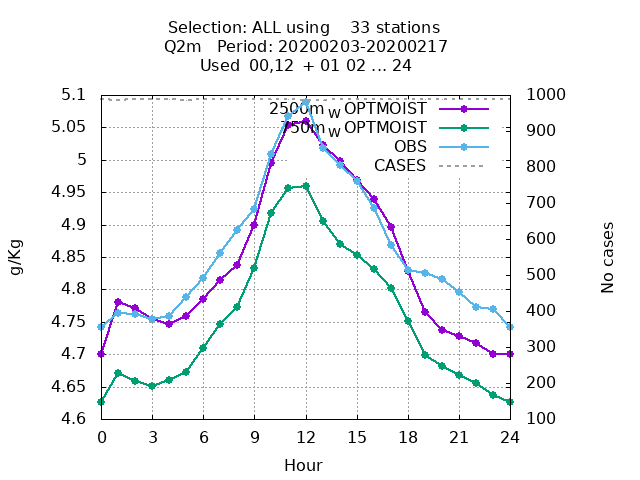 Selection: ALL using 33 stations
Q2m Period: 20200203-20200217
Used 00,12 + 01 02 ... 24
5.1
5.05
5
4.95
4.9
4.85
4.8
4.75
4.7
4.65
4.6
1000
900
800
700
600
500
400
300
200
100
2500m W OPTMOIST
750m W OPTMOIST
OBS
CASES
g/Kg
No cases
0 3 6 9 12 15 18 21 24
Hour